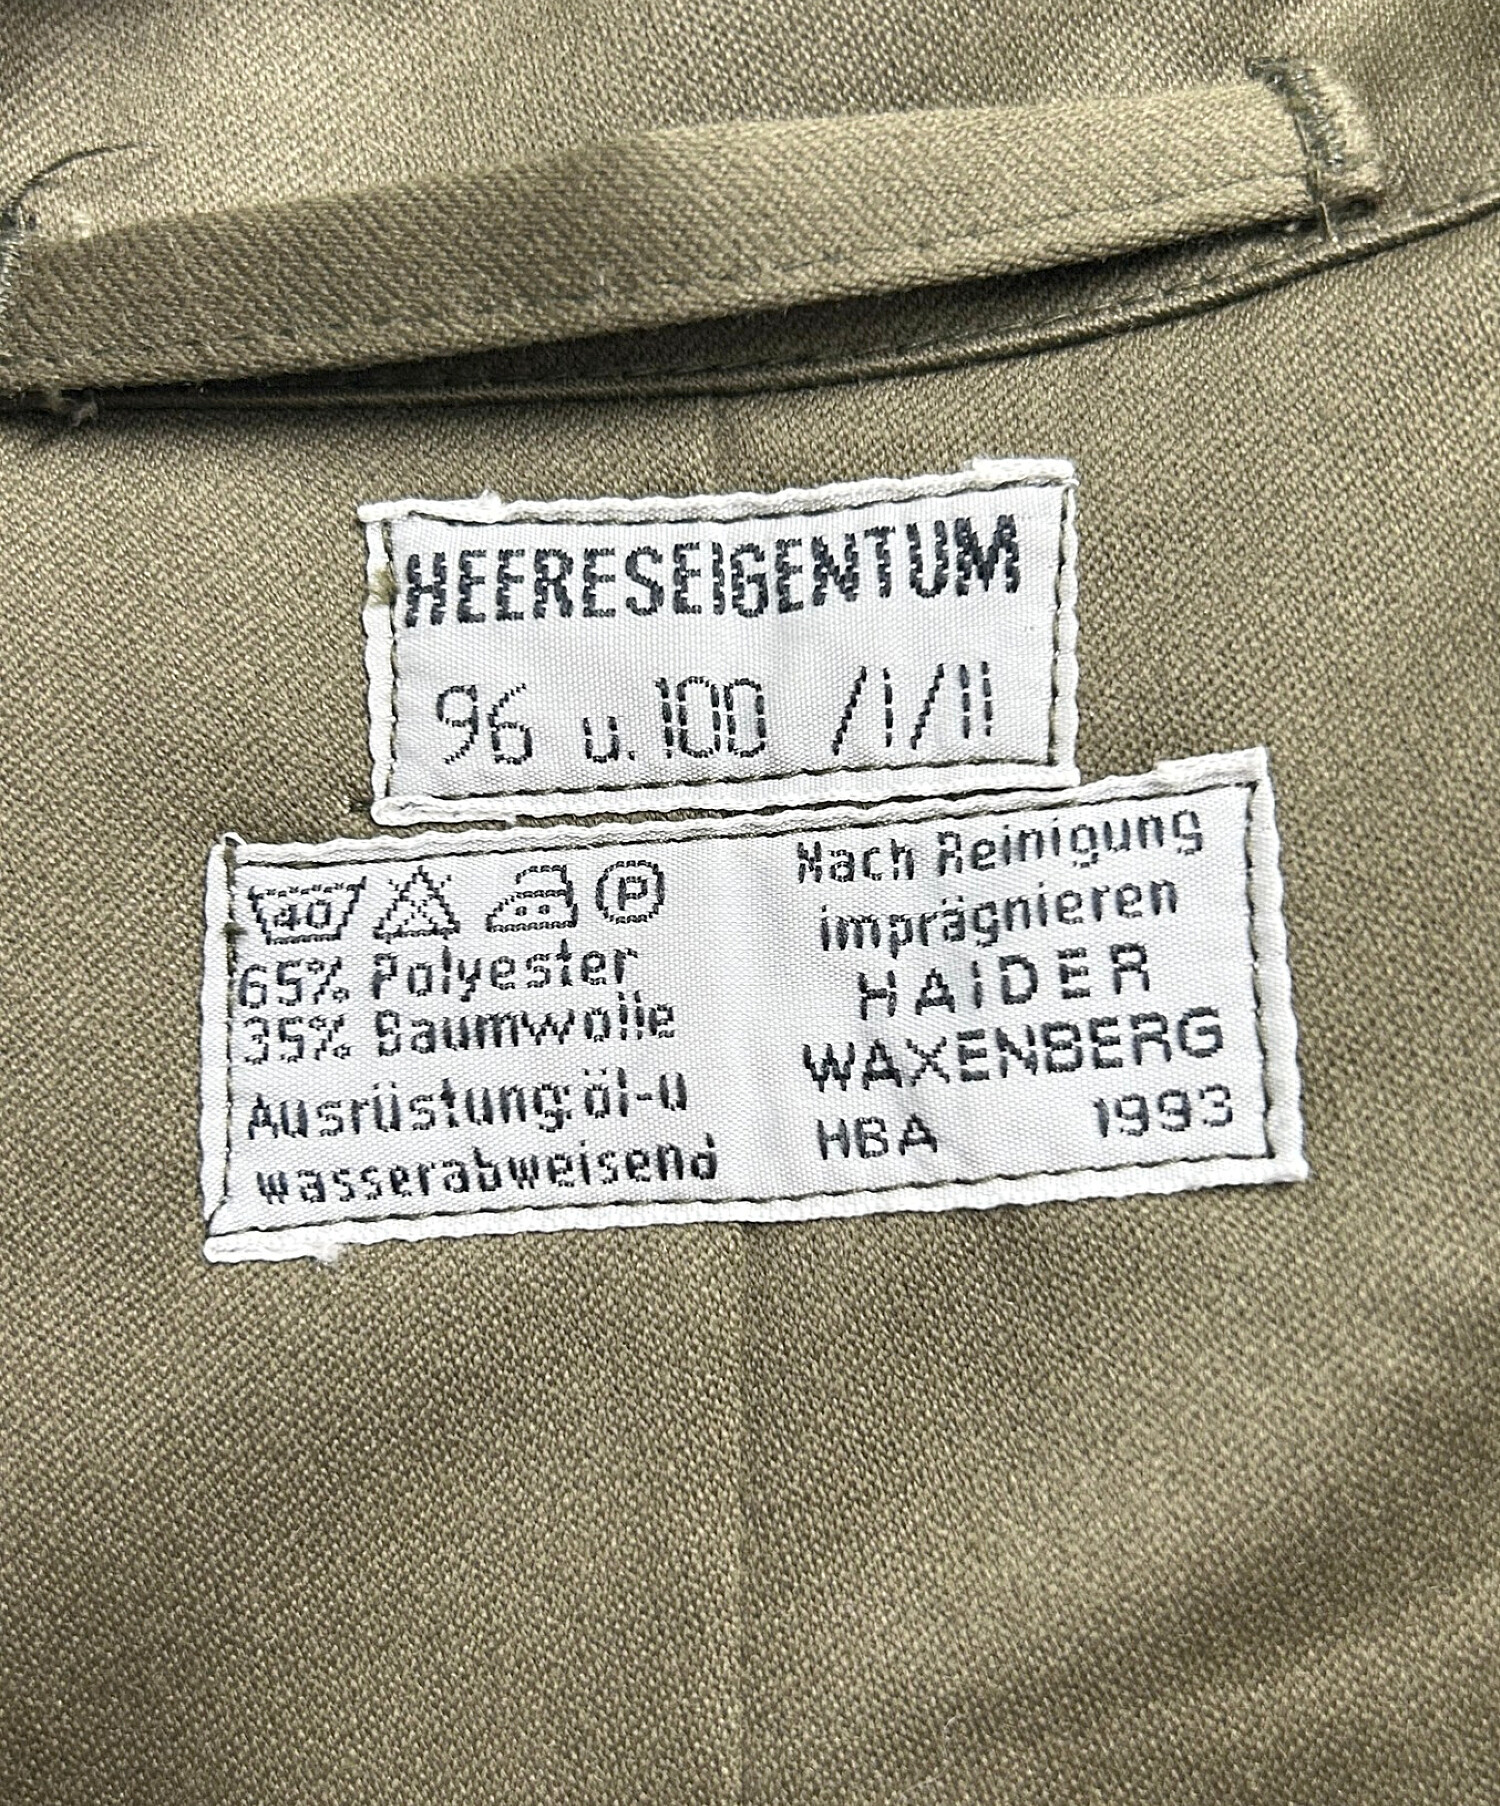 HEERESEIGENTUM
96 u. 100 /I/II
40 P
65% Polyester
35% Baumwolle
Ausrüstung: öl-u
wasserabweisend
Nach Reinigung
imprägnieren
HAIDER
WAXENBERG
HBA 1993